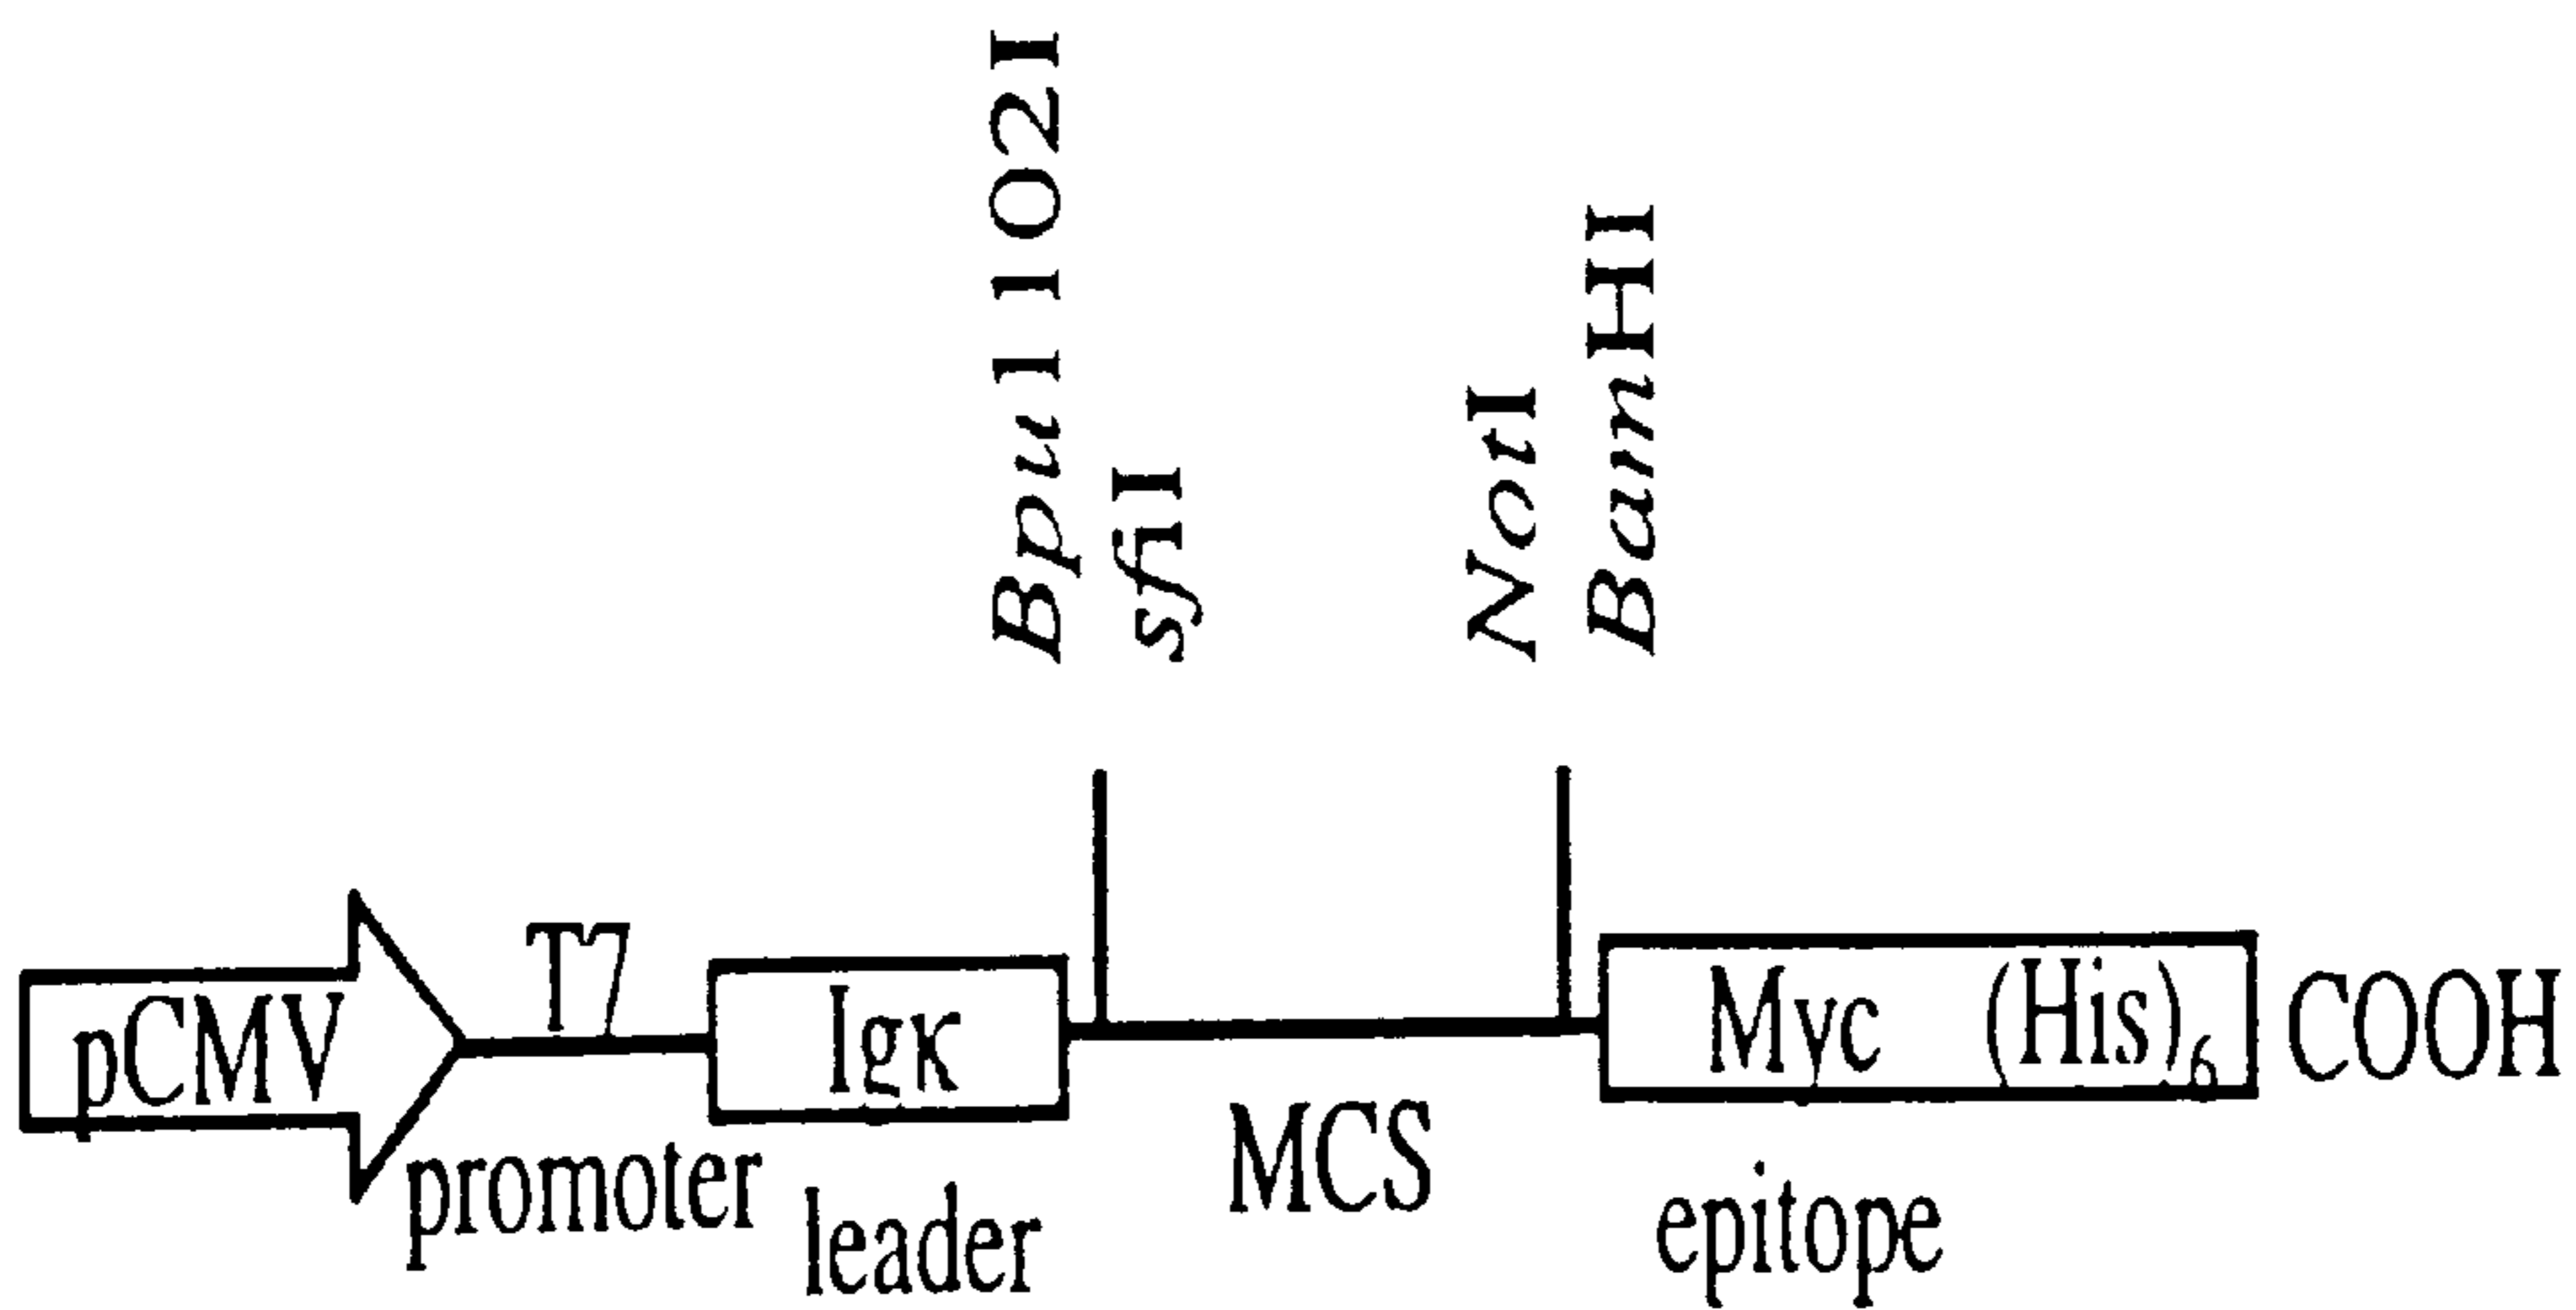 Bpu1102I
sfiI
NotI
BamHI
pCMV
T7
promoter
Igκ
leader
MCS
Myc (His)6
epitope
COOH